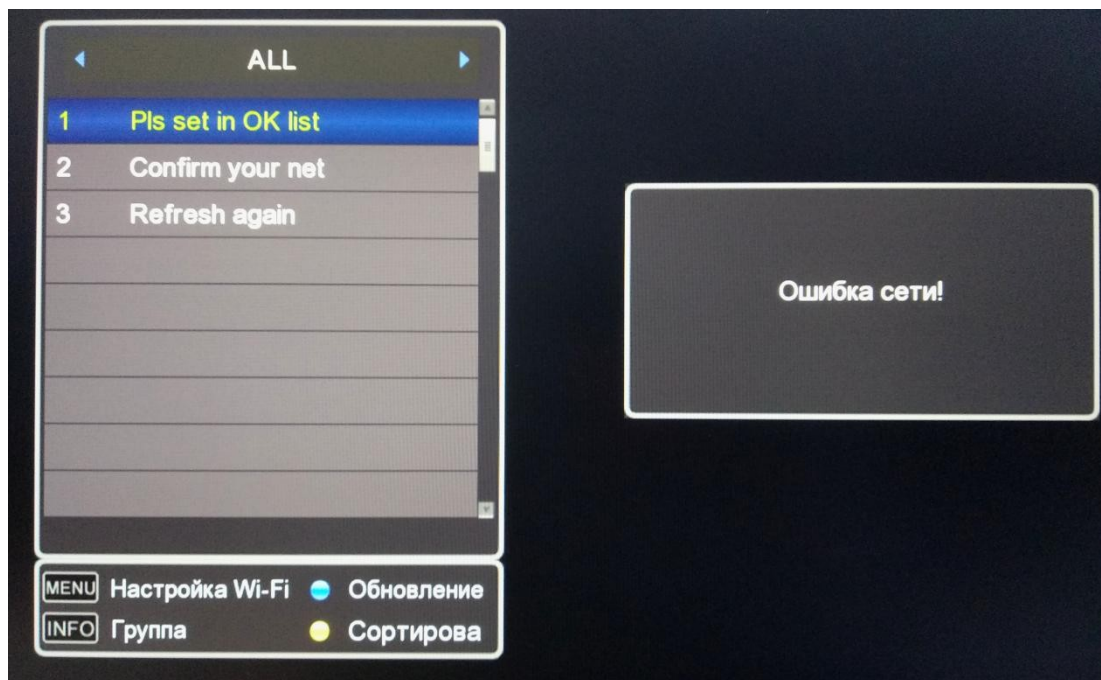 ALL
1 Pls set in OK list
2 Confirm your net
3 Refresh again
Ошибка сети!
MENU Настройка Wi-Fi Обновление
INFO Группа Сортирова